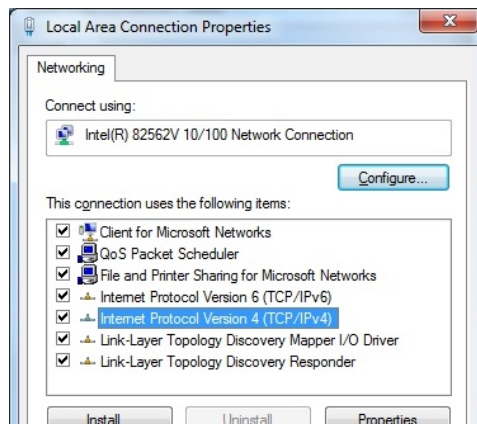 Local Area Connection Properties
X
Networking
Connect using:
Intel(R) 82562V 10/100 Network Connection
Configure...
This connection uses the following items:
Client for Microsoft Networks
QoS Packet Scheduler
File and Printer Sharing for Microsoft Networks
Internet Protocol Version 6 (TCP/IPv6)
Internet Protocol Version 4 (TCP/IPv4)
Link-Layer Topology Discovery Mapper I/O Driver
Link-Layer Topology Discovery Responder
Install... Uninstall Properties